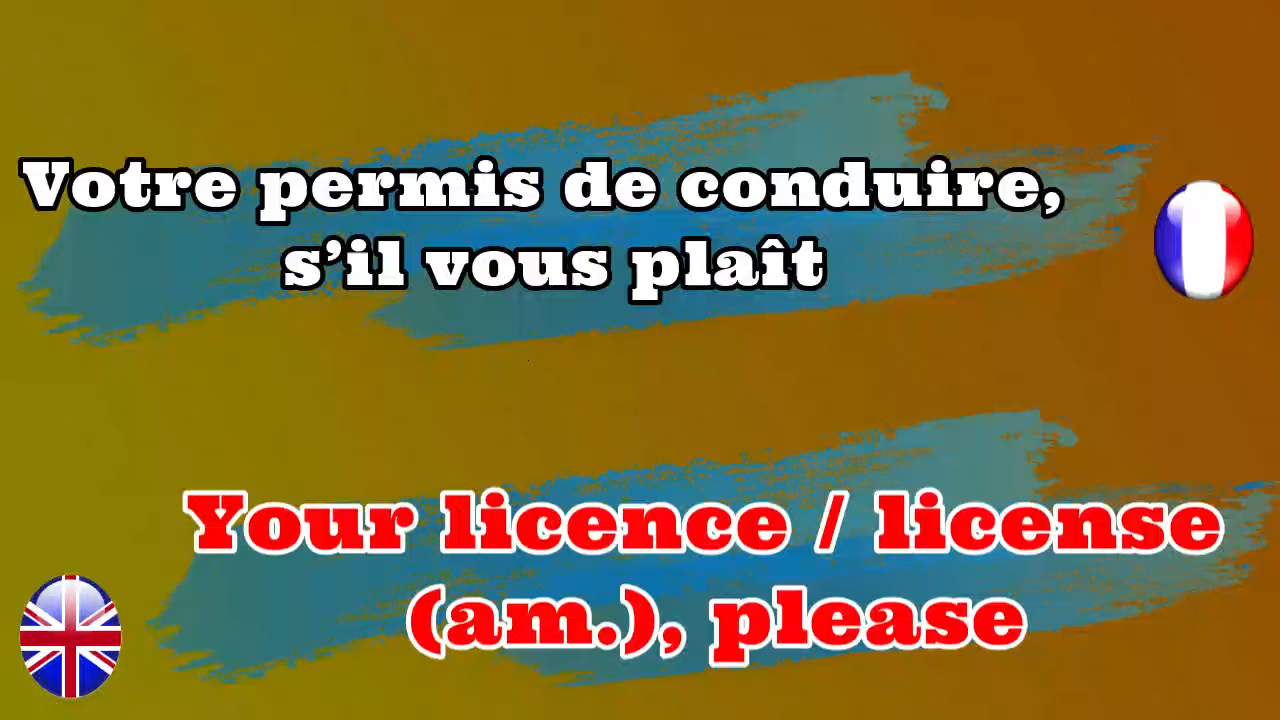 Votre permis de conduire,
s’il vous plaît
Your licence / license
(am.), please